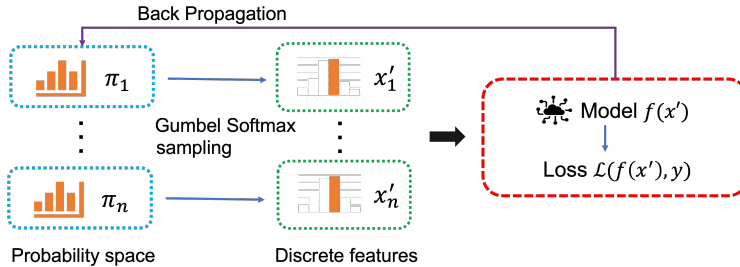 Back Propagation
π₁
x′₁
Gumbel Softmax
sampling
πₙ
x′ₙ
Model f(x′)
Loss ℒ(f(x′), y)
Probability space
Discrete features